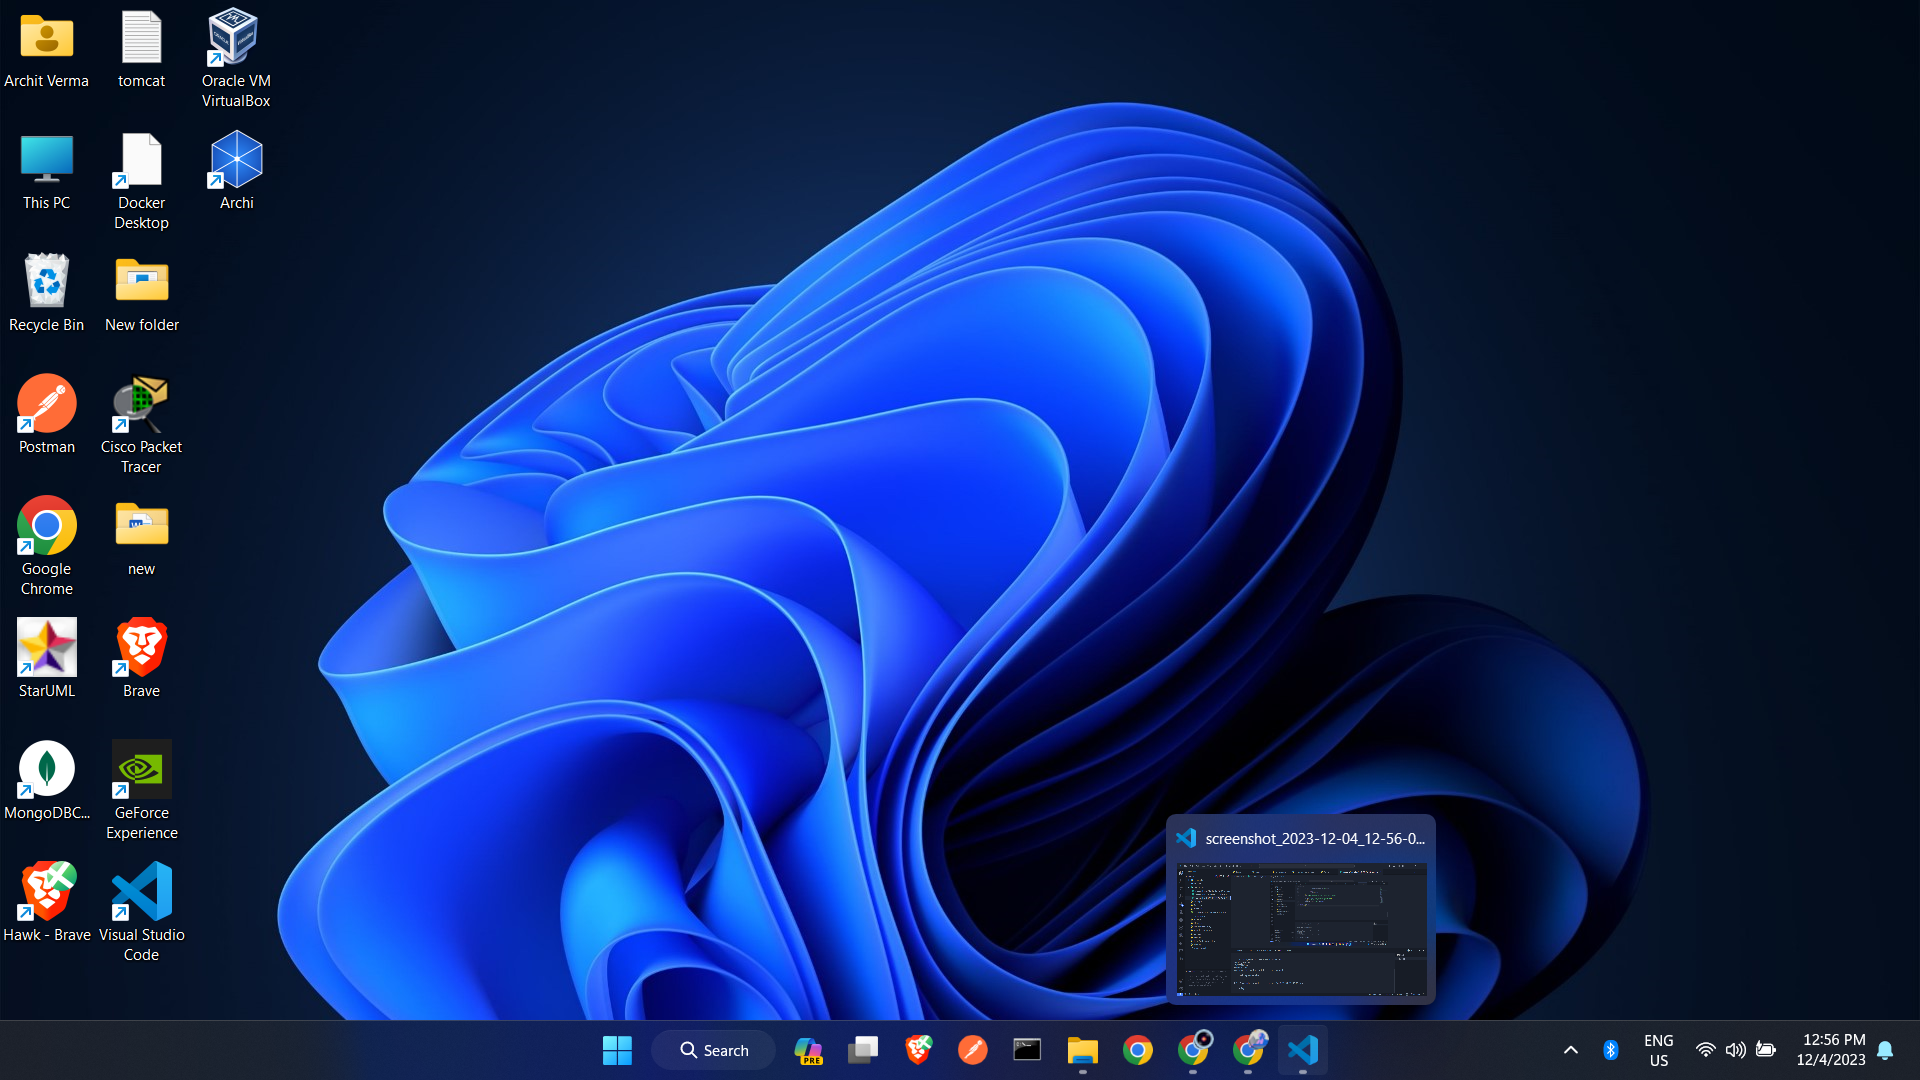 Archit Verma
tomcat
Oracle VM
VirtualBox
This PC
Docker
Desktop
Archi
Recycle Bin
New folder
Postman
Cisco Packet
Tracer
Google
Chrome
new
StarUML
Brave
MongoDBC...
GeForce
Experience
Hawk - Brave
Visual Studio
Code
screenshot_2023-12-04_12-56-0...
Search
PRE
ENG
US
12:56 PM
12/4/2023